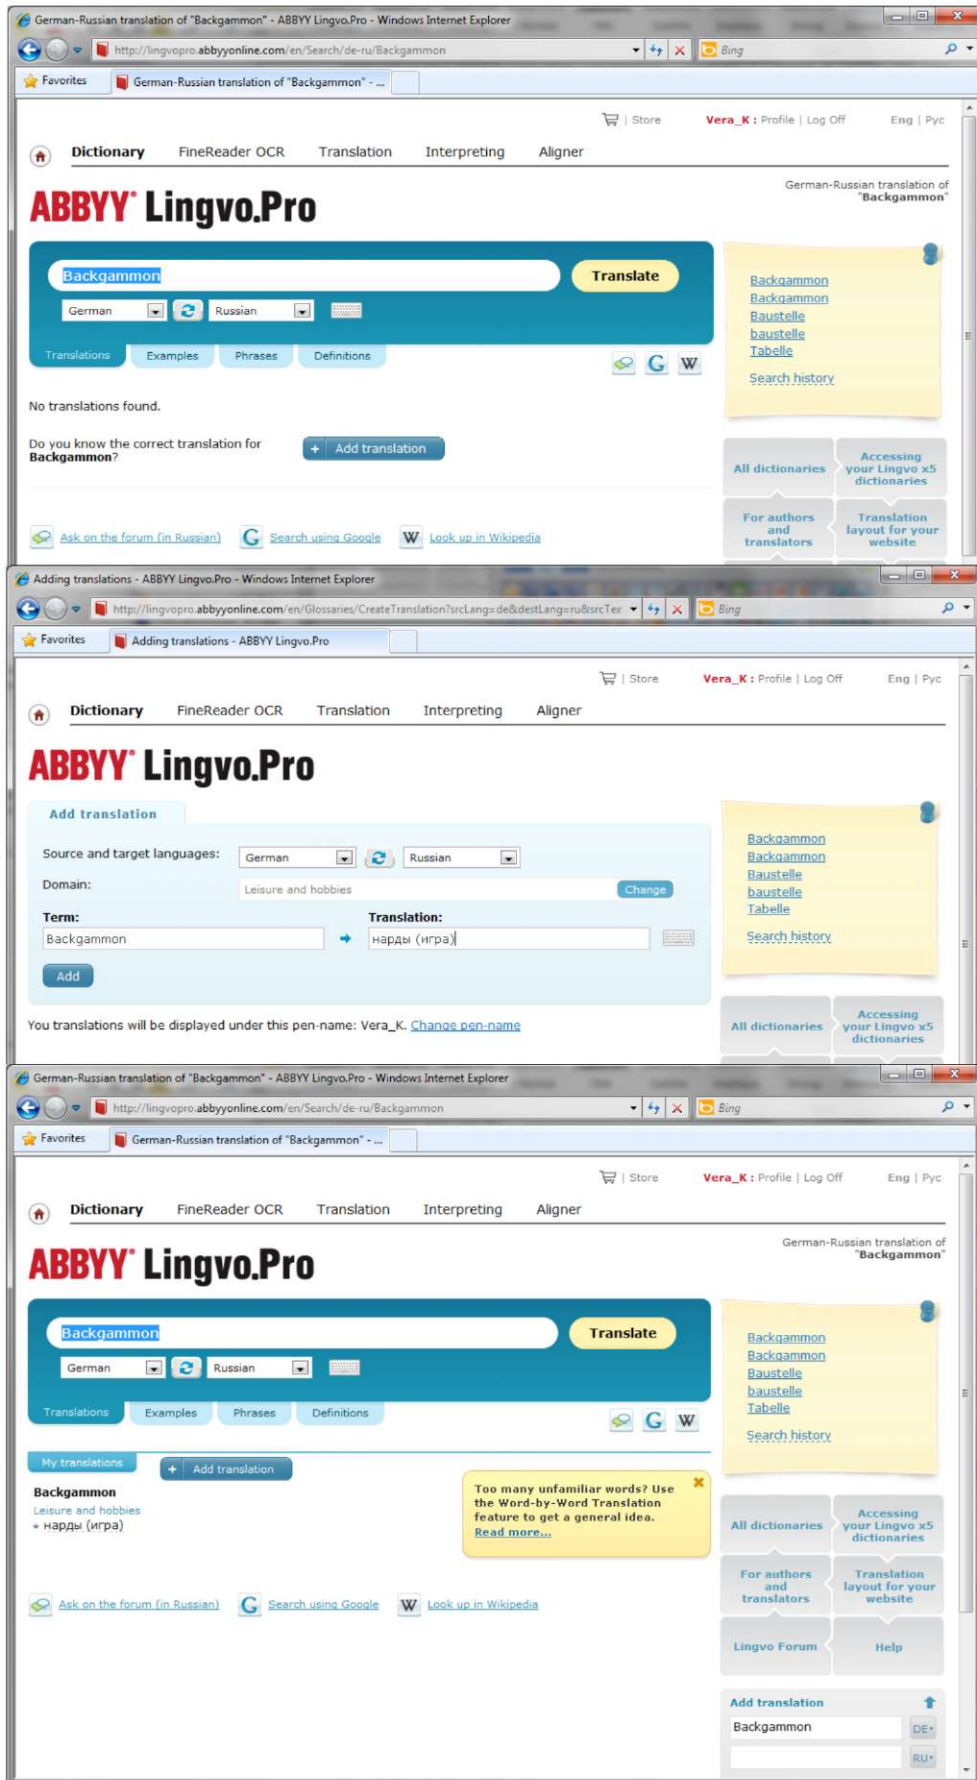 German-Russian translation of "Backgammon" - ABBYY Lingvo.Pro - Windows Internet Explorer
http://lingvopro.abbyyonline.com/en/Search/de-ru/Backgammon
Bing
Favorites
German-Russian translation of "Backgammon" - ...
| Store
Vera_K : Profile | Log Off
Eng | Рус
Dictionary
FineReader OCR
Translation
Interpreting
Aligner
ABBYY® Lingvo.Pro
German-Russian translation of
"Backgammon"
Backgammon
Translate
German
Russian
Translations
Examples
Phrases
Definitions
G
W
Backgammon
Backgammon
Baustelle
baustelle
Tabelle
Search history
No translations found.
Do you know the correct translation for
Backgammon?
+ Add translation
All dictionaries
Accessing
your Lingvo x5
dictionaries
For authors
and
translators
Translation
layout for your
website
Ask on the forum (in Russian)
G Search using Google
W Look up in Wikipedia
Adding translations - ABBYY Lingvo.Pro - Windows Internet Explorer
http://lingvopro.abbyyonline.com/en/Glossaries/CreateTranslation?srcLang=de&destLang=ru&srcTex
Bing
Favorites
Adding translations - ABBYY Lingvo.Pro
| Store
Vera_K : Profile | Log Off
Eng | Рус
Dictionary
FineReader OCR
Translation
Interpreting
Aligner
ABBYY® Lingvo.Pro
Add translation
Source and target languages:
German
Russian
Domain:
Leisure and hobbies
Change
Term:
Translation:
Backgammon
нарды (игра)
Add
Backgammon
Backgammon
Baustelle
baustelle
Tabelle
Search history
You translations will be displayed under this pen-name: Vera_K. Change pen-name
All dictionaries
Accessing
your Lingvo x5
dictionaries
German-Russian translation of "Backgammon" - ABBYY Lingvo.Pro - Windows Internet Explorer
http://lingvopro.abbyyonline.com/en/Search/de-ru/Backgammon
Bing
Favorites
German-Russian translation of "Backgammon" - ...
| Store
Vera_K : Profile | Log Off
Eng | Рус
Dictionary
FineReader OCR
Translation
Interpreting
Aligner
ABBYY® Lingvo.Pro
German-Russian translation of
"Backgammon"
Backgammon
Translate
German
Russian
Translations
Examples
Phrases
Definitions
G
W
Backgammon
Backgammon
Baustelle
baustelle
Tabelle
Search history
My translations
+ Add translation
Backgammon
Leisure and hobbies
нарды (игра)
Too many unfamiliar words? Use
the Word-by-Word Translation
feature to get a general idea.
Read more...
All dictionaries
Accessing
your Lingvo x5
dictionaries
For authors
and
translators
Translation
layout for your
website
Lingvo Forum
Help
Ask on the forum (in Russian)
G Search using Google
W Look up in Wikipedia
Add translation
Backgammon
DE
RU